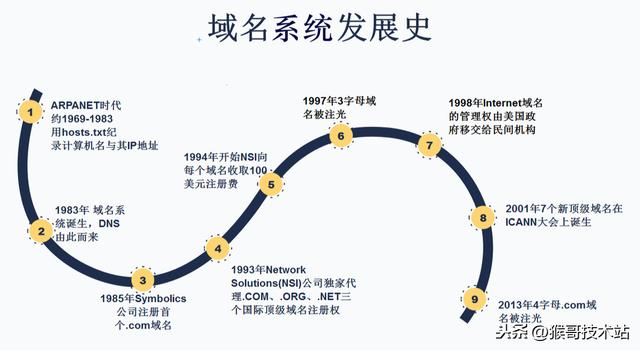 域名系统发展史
1
ARPANET时代
约1969-1983
用hosts.txt纪
录计算机名与其IP地址
2
1983年 域名系
统诞生，DNS
由此而来
3
1985年Symbolics
公司注册首
个.com域名
4
1993年Network
Solutions(NSI)公司独家代
理.COM、.ORG、.NET三
个国际顶级域名注册权
5
1994年开始NSI向
每个域名收取100
美元注册费
6
1997年3字母域
名被注光
7
1998年Internet域名
的管理权由美国政
府移交给民间机构
8
2001年7个新顶级域名在
ICANN大会上诞生
9
2013年4字母.com域
名被注光
头条@猴哥技术站